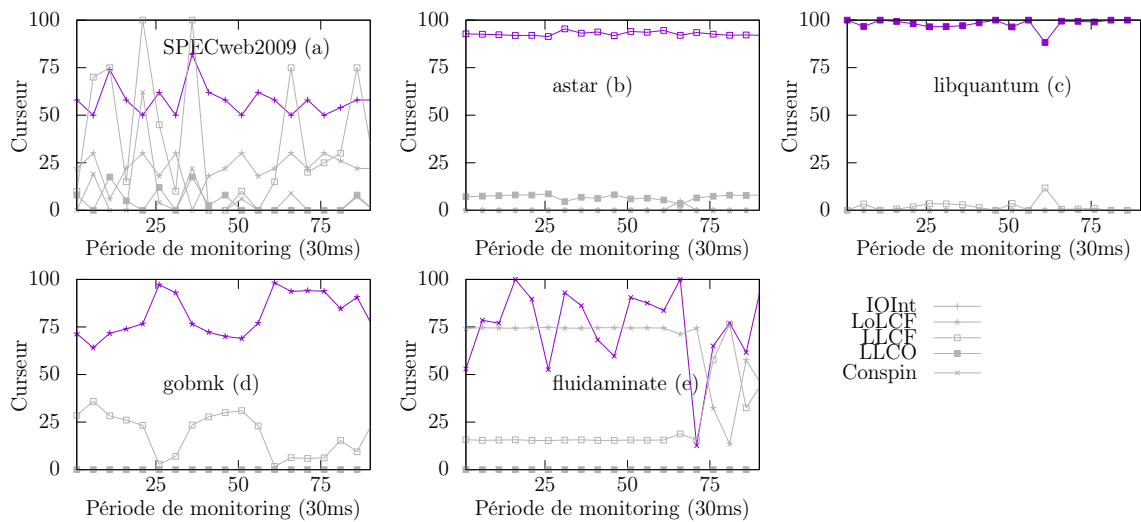 100
75
50
25
0
Curseur
SPECweb2009 (a)
25 50 75
Période de monitoring (30ms)
100
75
50
25
0
Curseur
astar (b)
25 50 75
Période de monitoring (30ms)
100
75
50
25
0
Curseur
libquantum (c)
25 50 75
Période de monitoring (30ms)
100
75
50
25
0
Curseur
gobmk (d)
25 50 75
Période de monitoring (30ms)
100
75
50
25
0
Curseur
fluidaminate (e)
25 50 75
Période de monitoring (30ms)
IOInt
LoLCF
LLCF
LLCO
Conspin